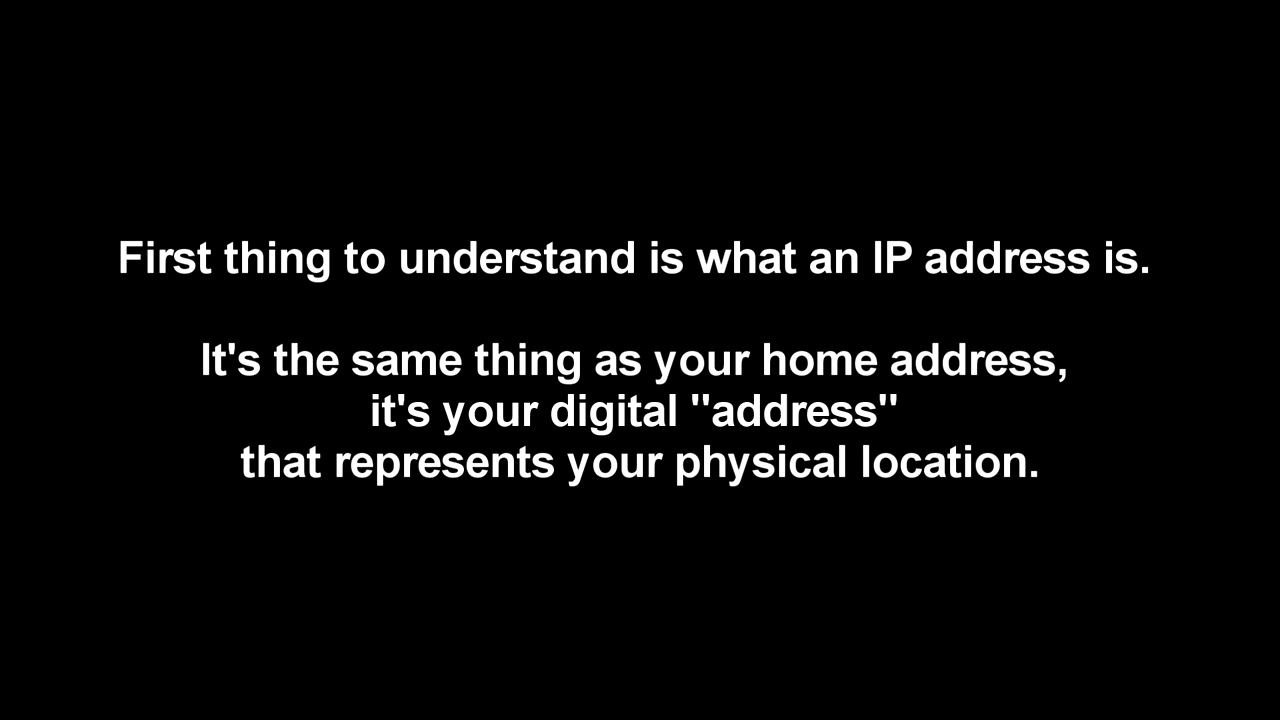 First thing to understand is what an IP address is.
It's the same thing as your home address,
it's your digital "address"
that represents your physical location.